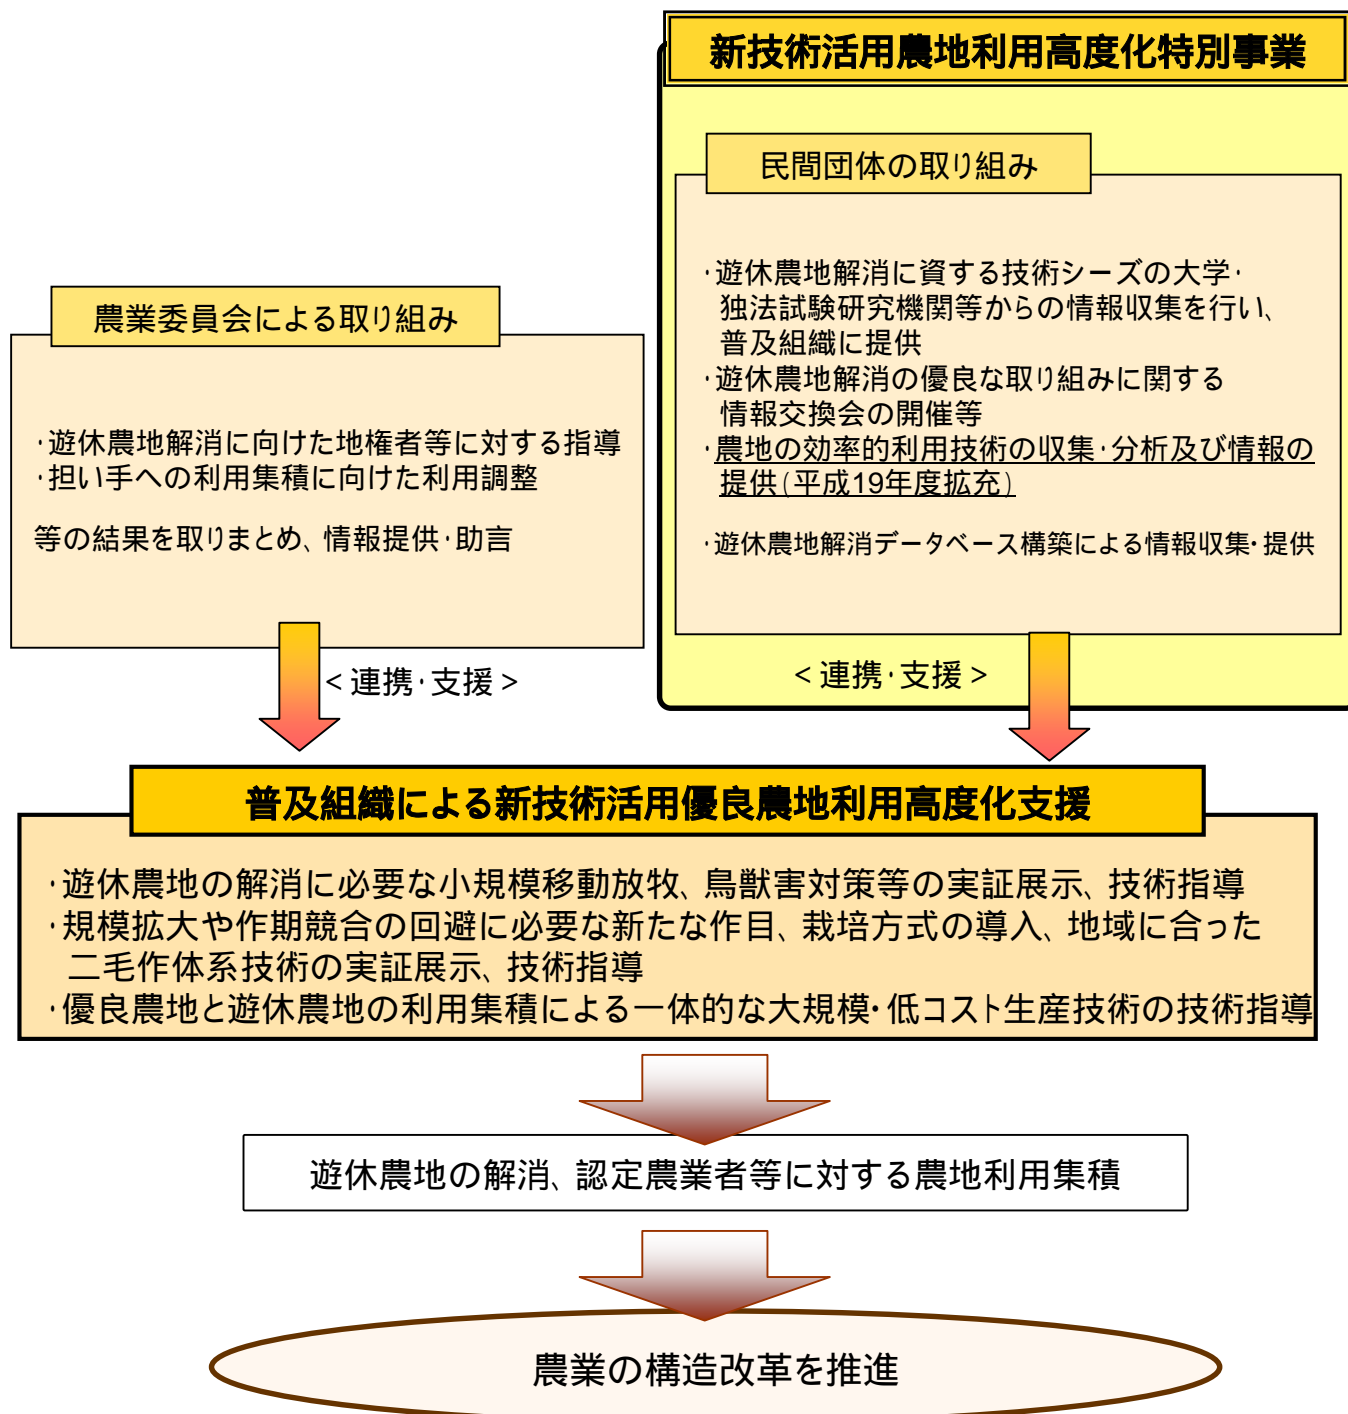 新技術活用農地利用高度化特別事業
民間団体の取り組み
・遊休農地解消に資する技術シーズの大学・
独法試験研究機関等からの情報収集を行い、
普及組織に提供
・遊休農地解消の優良な取り組みに関する
情報交換会の開催等
・農地の効率的利用技術の収集・分析及び情報の
提供(平成19年度拡充)
・遊休農地解消データベース構築による情報収集・提供
<連携・支援>
農業委員会による取り組み
・遊休農地解消に向けた地権者等に対する指導
・担い手への利用集積に向けた利用調整
等の結果を取りまとめ、情報提供・助言
<連携・支援>
普及組織による新技術活用優良農地利用高度化支援
・遊休農地の解消に必要な小規模移動放牧、鳥獣害対策等の実証展示、技術指導
・規模拡大や作期競合の回避に必要な新たな作目、栽培方式の導入、地域に合った
二毛作体系技術の実証展示、技術指導
・優良農地と遊休農地の利用集積による一体的な大規模・低コスト生産技術の技術指導
遊休農地の解消、認定農業者等に対する農地利用集積
農業の構造改革を推進